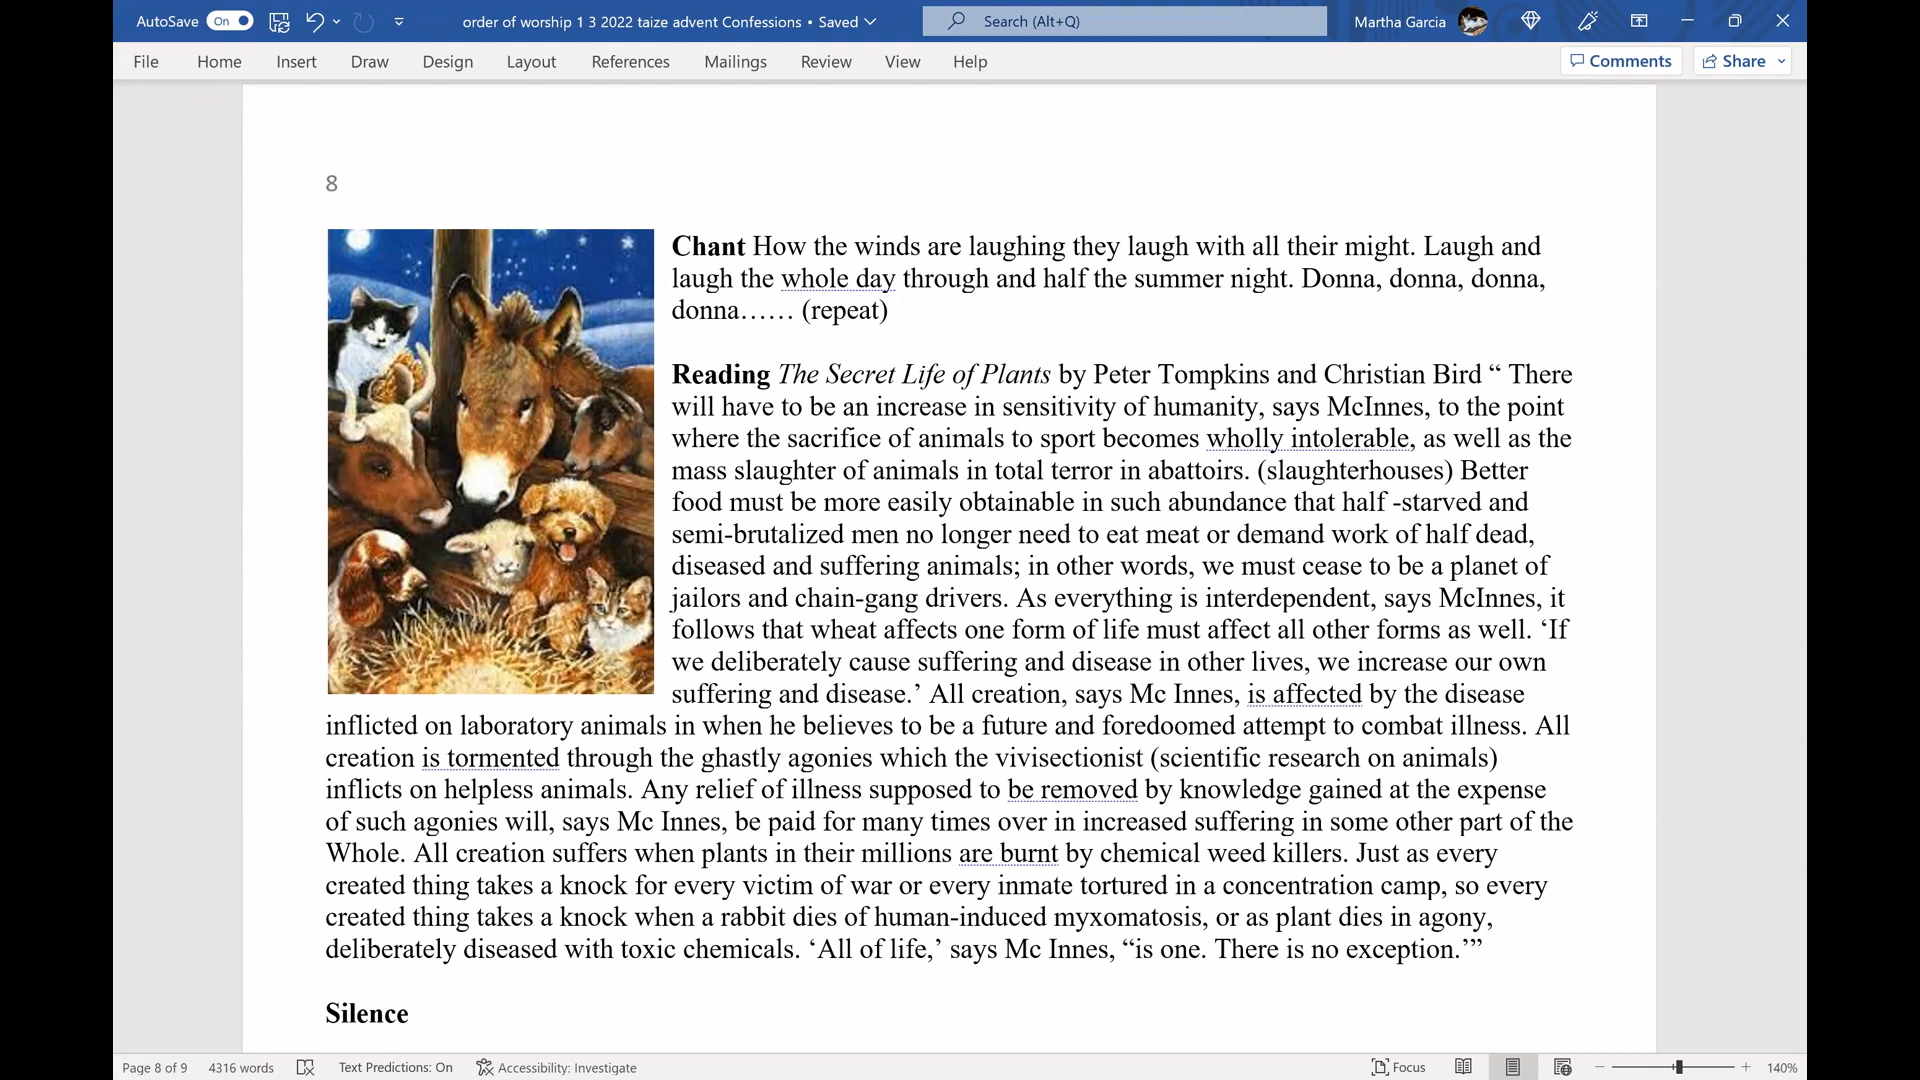 AutoSave On order of worship 1 3 2022 taize advent Confessions • Saved Search (Alt+Q) Martha Garcia
File Home Insert Draw Design Layout References Mailings Review View Help Comments Share
8
Chant How the winds are laughing they laugh with all their might. Laugh and
laugh the whole day through and half the summer night. Donna, donna, donna,
donna…… (repeat)
Reading The Secret Life of Plants by Peter Tompkins and Christian Bird “ There
will have to be an increase in sensitivity of humanity, says McInnes, to the point
where the sacrifice of animals to sport becomes wholly intolerable, as well as the
mass slaughter of animals in total terror in abattoirs. (slaughterhouses) Better
food must be more easily obtainable in such abundance that half -starved and
semi-brutalized men no longer need to eat meat or demand work of half dead,
diseased and suffering animals; in other words, we must cease to be a planet of
jailors and chain-gang drivers. As everything is interdependent, says McInnes, it
follows that wheat affects one form of life must affect all other forms as well. ‘If
we deliberately cause suffering and disease in other lives, we increase our own
suffering and disease.’ All creation, says Mc Innes, is affected by the disease
inflicted on laboratory animals in when he believes to be a future and foredoomed attempt to combat illness. All
creation is tormented through the ghastly agonies which the vivisectionist (scientific research on animals)
inflicts on helpless animals. Any relief of illness supposed to be removed by knowledge gained at the expense
of such agonies will, says Mc Innes, be paid for many times over in increased suffering in some other part of the
Whole. All creation suffers when plants in their millions are burnt by chemical weed killers. Just as every
created thing takes a knock for every victim of war or every inmate tortured in a concentration camp, so every
created thing takes a knock when a rabbit dies of human-induced myxomatosis, or as plant dies in agony,
deliberately diseased with toxic chemicals. ‘All of life,’ says Mc Innes, “is one. There is no exception.’”
Silence
Page 8 of 9 4316 words Text Predictions: On Accessibility: Investigate Focus 140%